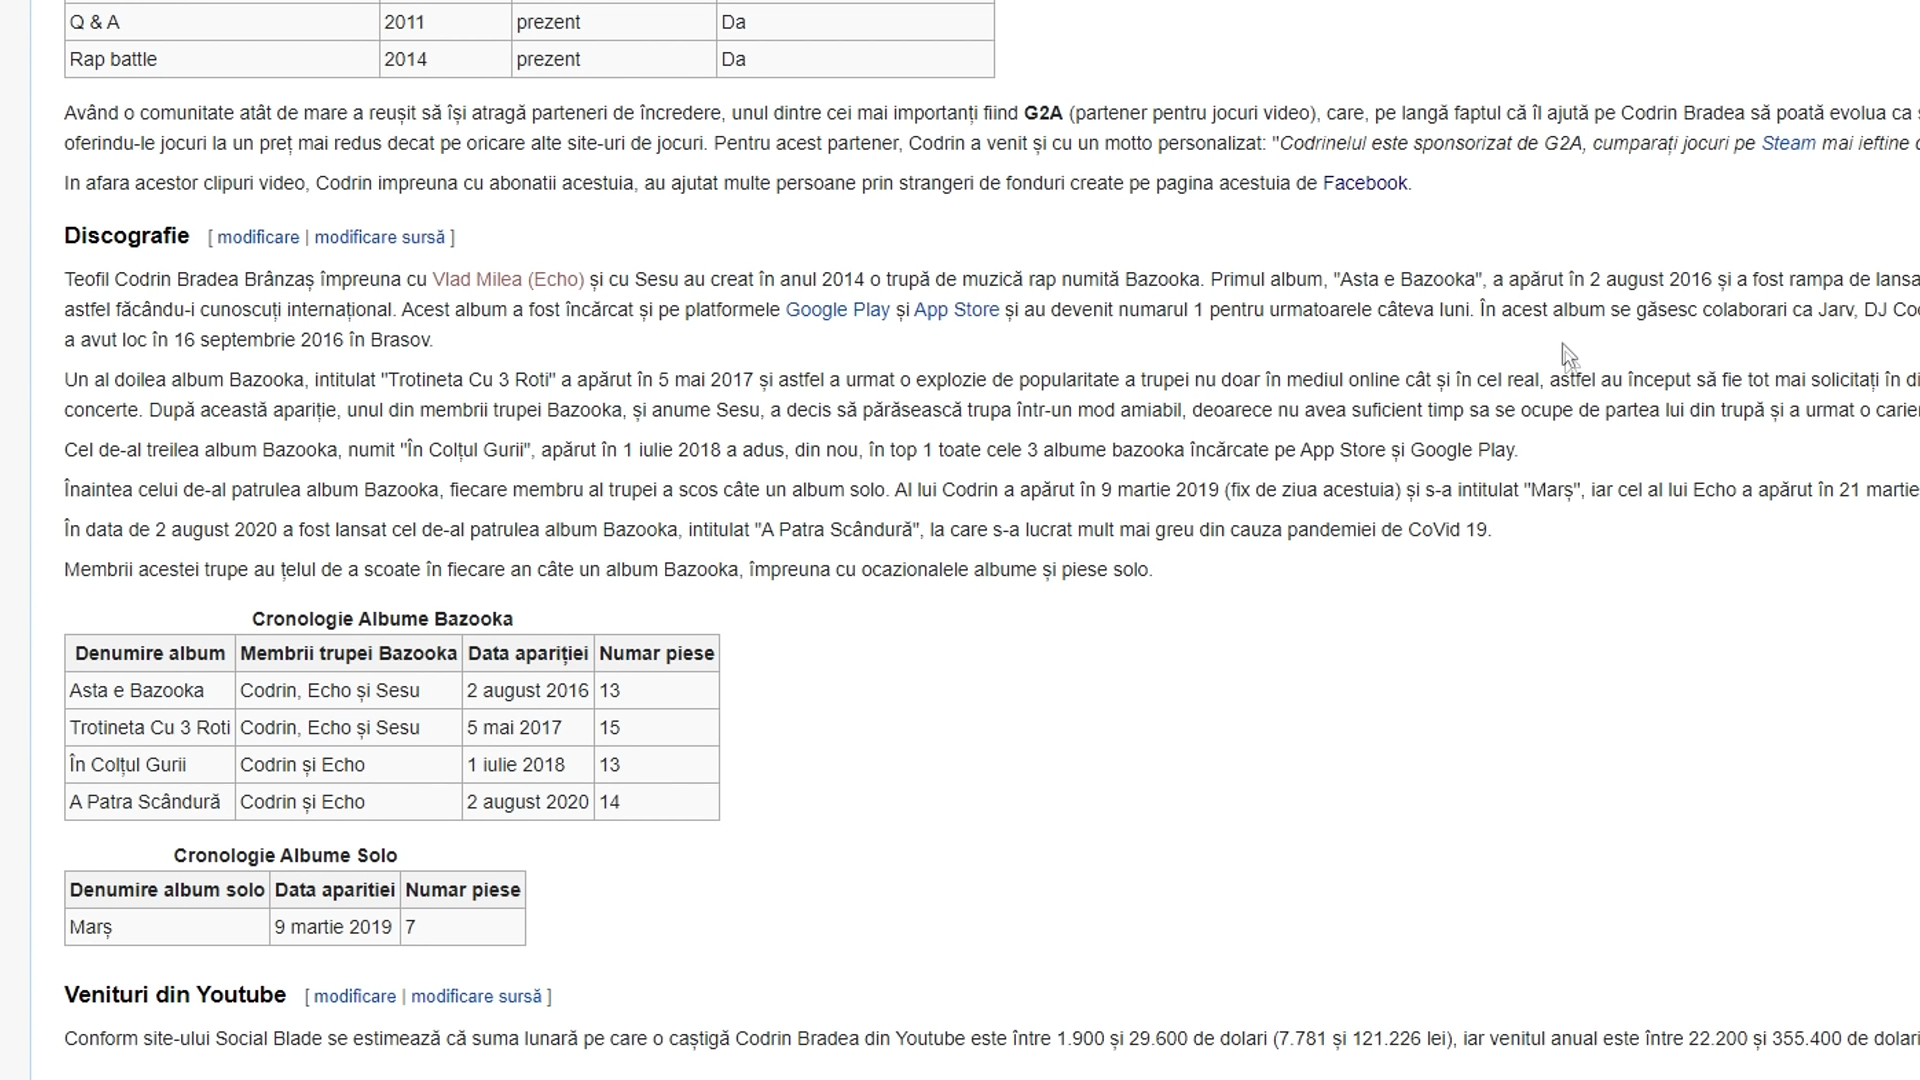 Q & A 2011 prezent Da
Rap battle 2014 prezent Da
Având o comunitate atât de mare a reușit să își atragă parteneri de încredere, unul dintre cei mai importanți fiind G2A (partener pentru jocuri video), care, pe langă faptul că îl ajută pe Codrin Bradea să poată evolua ca
oferindu-le jocuri la un preț mai redus decat pe oricare alte site-uri de jocuri. Pentru acest partener, Codrin a venit și cu un motto personalizat: "Codrinelul este sponsorizat de G2A, cumparați jocuri pe Steam mai ieftine
In afara acestor clipuri video, Codrin impreuna cu abonatii acestuia, au ajutat multe persoane prin strangeri de fonduri create pe pagina acestuia de Facebook.
Discografie [ modificare | modificare sursă ]
Teofil Codrin Bradea Brânzaș împreuna cu Vlad Milea (Echo) și cu Sesu au creat în anul 2014 o trupă de muzică rap numită Bazooka. Primul album, "Asta e Bazooka", a apărut în 2 august 2016 și a fost rampa de lansa
astfel făcându-i cunoscuți internațional. Acest album a fost încărcat și pe platformele Google Play și App Store și au devenit numarul 1 pentru urmatoarele câteva luni. În acest album se găsesc colaborari ca Jarv, DJ Co
a avut loc în 16 septembrie 2016 în Brasov.
Un al doilea album Bazooka, intitulat "Trotineta Cu 3 Roti" a apărut în 5 mai 2017 și astfel a urmat o explozie de popularitate a trupei nu doar în mediul online cât și în cel real, astfel au început să fie tot mai solicitați în di
concerte. După această apariție, unul din membrii trupei Bazooka, și anume Sesu, a decis să părăsească trupa într-un mod amiabil, deoarece nu avea suficient timp sa se ocupe de partea lui din trupă și a urmat o carie
Cel de-al treilea album Bazooka, numit "În Colțul Gurii", apărut în 1 iulie 2018 a adus, din nou, în top 1 toate cele 3 albume bazooka încărcate pe App Store și Google Play.
Înaintea celui de-al patrulea album Bazooka, fiecare membru al trupei a scos câte un album solo. Al lui Codrin a apărut în 9 martie 2019 (fix de ziua acestuia) și s-a intitulat "Marș", iar cel al lui Echo a apărut în 21 martie
În data de 2 august 2020 a fost lansat cel de-al patrulea album Bazooka, intitulat "A Patra Scândură", la care s-a lucrat mult mai greu din cauza pandemiei de CoVid 19.
Membrii acestei trupe au țelul de a scoate în fiecare an câte un album Bazooka, împreuna cu ocazionalele albume și piese solo.
Cronologie Albume Bazooka
Denumire album Membrii trupei Bazooka Data apariției Numar piese
Asta e Bazooka Codrin, Echo și Sesu 2 august 2016 13
Trotineta Cu 3 Roti Codrin, Echo și Sesu 5 mai 2017 15
În Colțul Gurii Codrin și Echo 1 iulie 2018 13
A Patra Scândură Codrin și Echo 2 august 2020 14
Cronologie Albume Solo
Denumire album solo Data aparitiei Numar piese
Marș 9 martie 2019 7
Venituri din Youtube [ modificare | modificare sursă ]
Conform site-ului Social Blade se estimează că suma lunară pe care o caștigă Codrin Bradea din Youtube este între 1.900 și 29.600 de dolari (7.781 și 121.226 lei), iar venitul anual este între 22.200 și 355.400 de dolari